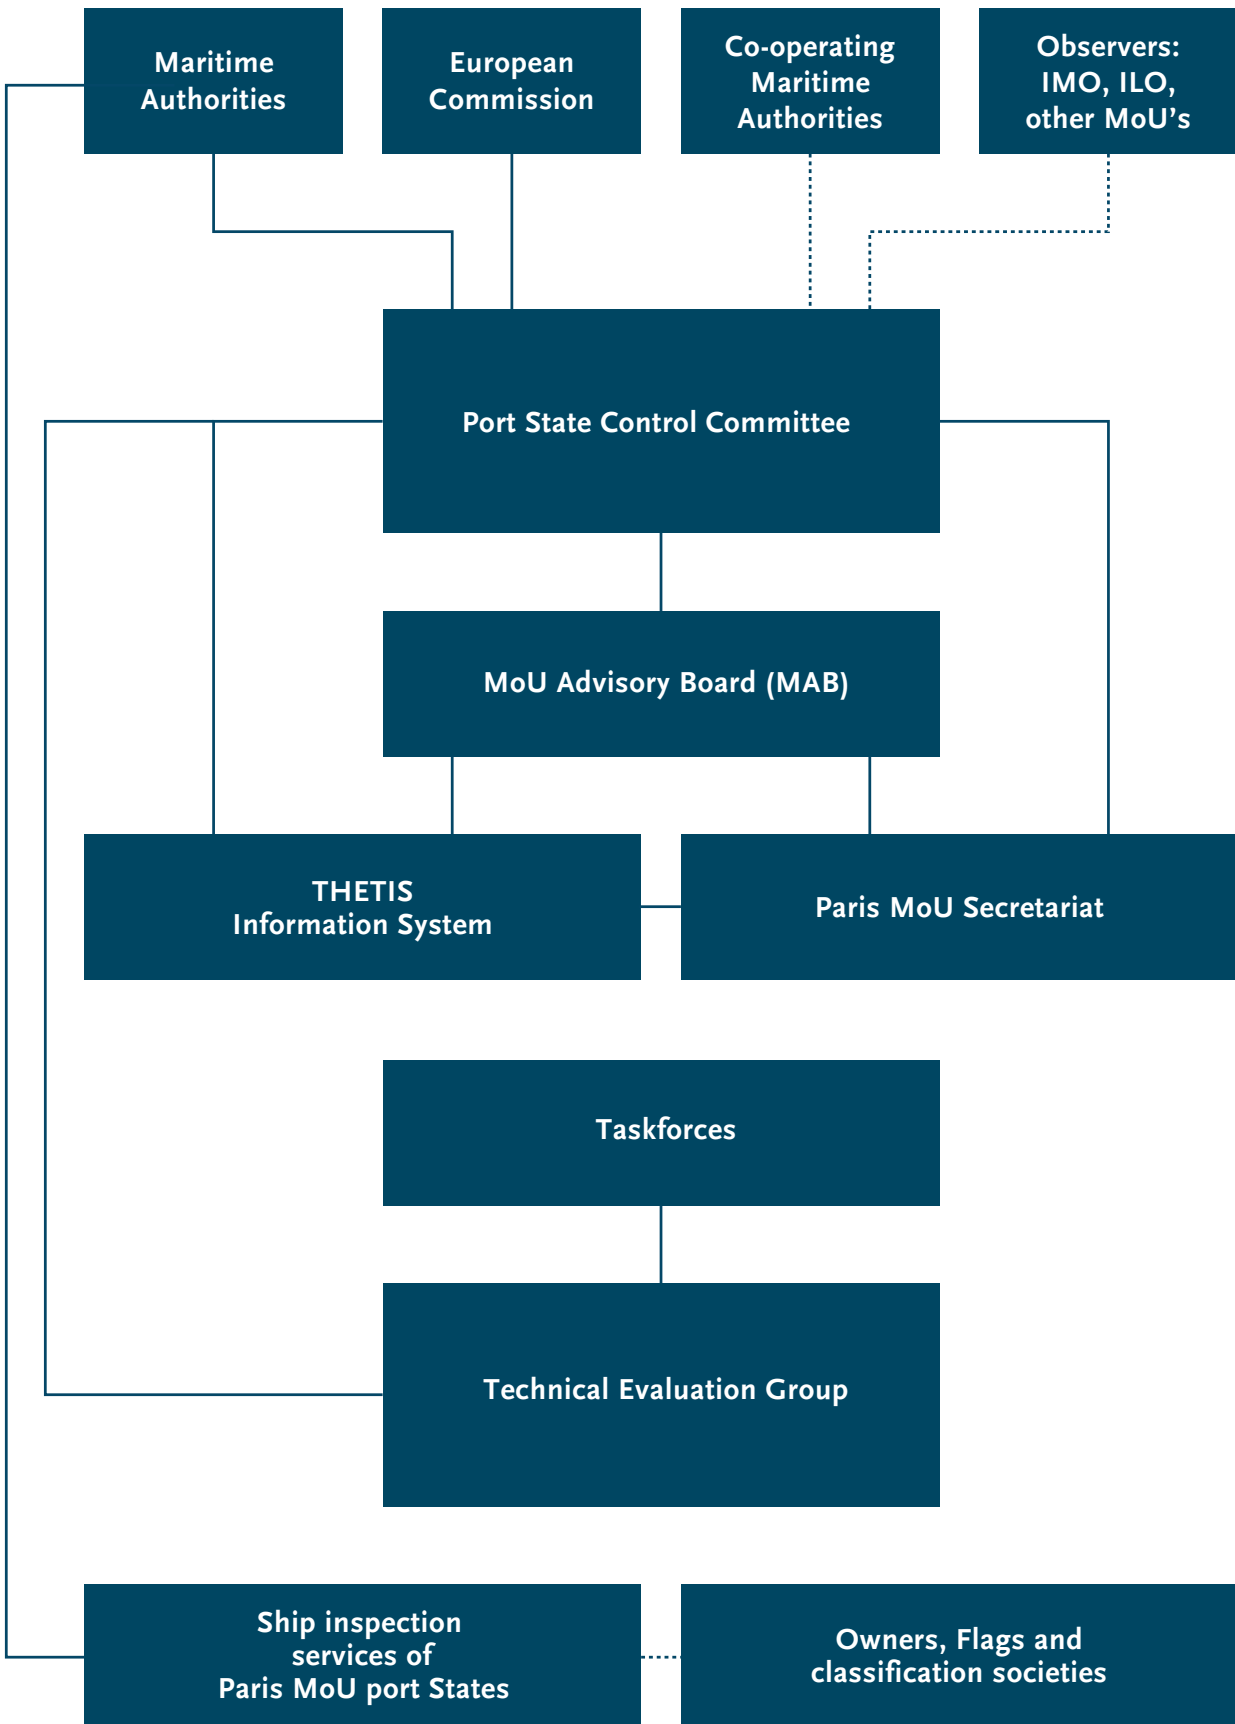 Maritime
Authorities
European
Commission
Co-operating
Maritime
Authorities
Observers:
IMO, ILO,
other MoU's
Port State Control Committee
MoU Advisory Board (MAB)
THETIS
Information System
Paris MoU Secretariat
Taskforces
Technical Evaluation Group
Ship inspection
services of
Paris MoU port States
Owners, Flags and
classification societies